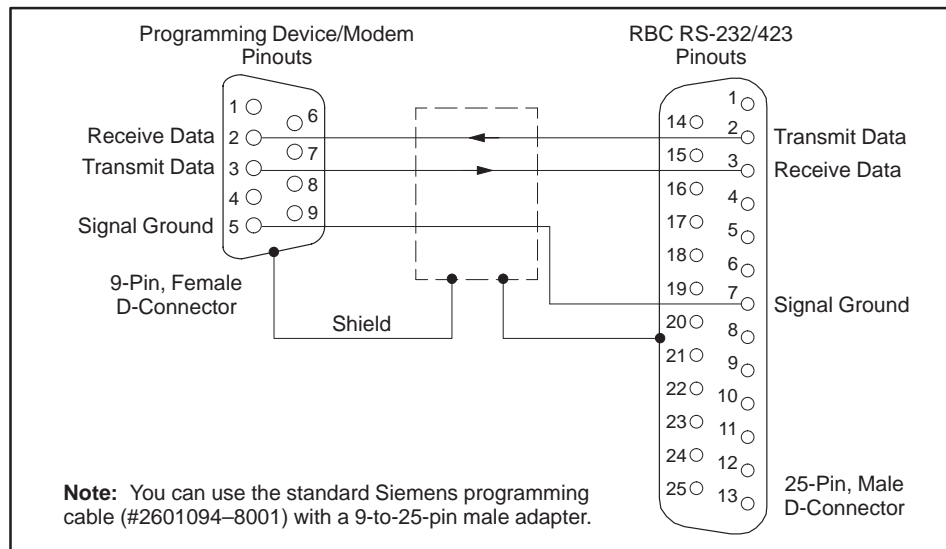 Programming Device/Modem
Pinouts
RBC RS-232/423
Pinouts
1
6
Receive Data
2
7
Transmit Data
3
8
4
9
Signal Ground
5
9-Pin, Female
D-Connector
Shield
1
14
2
Transmit Data
15
3
Receive Data
16
4
17
5
18
6
19
7
Signal Ground
20
8
21
9
22
10
23
11
24
12
25
13
25-Pin, Male
D-Connector
Note: You can use the standard Siemens programming
cable (#2601094–8001) with a 9-to-25-pin male adapter.